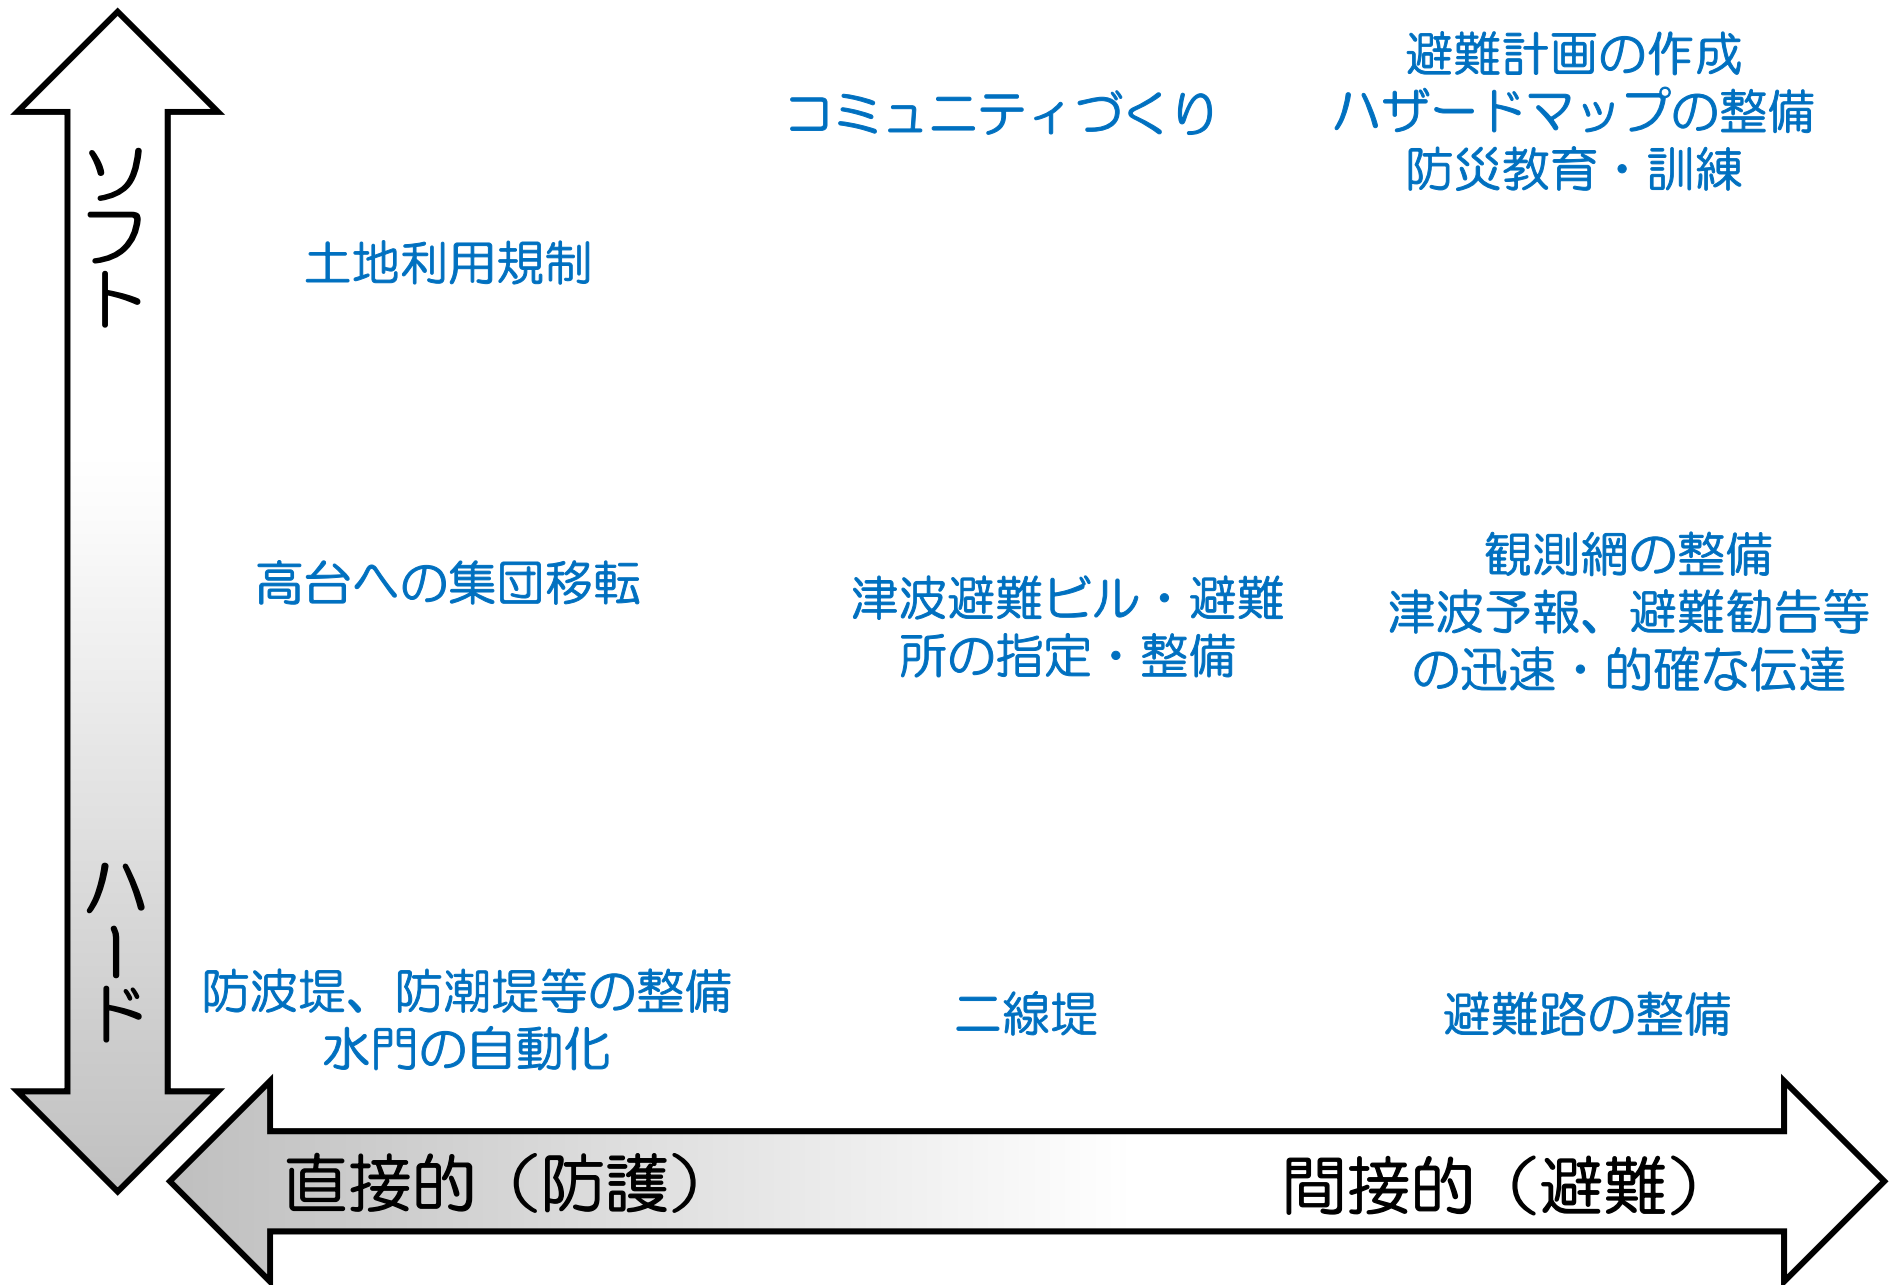 ソフト
ハード
避難計画の作成
ハザードマップの整備
防災教育・訓練
コミュニティづくり
土地利用規制
高台への集団移転
津波避難ビル・避難
所の指定・整備
観測網の整備
津波予報、避難勧告等
の迅速・的確な伝達
防波堤、防潮堤等の整備
水門の自動化
二線堤
避難路の整備
直接的（防護）
間接的（避難）